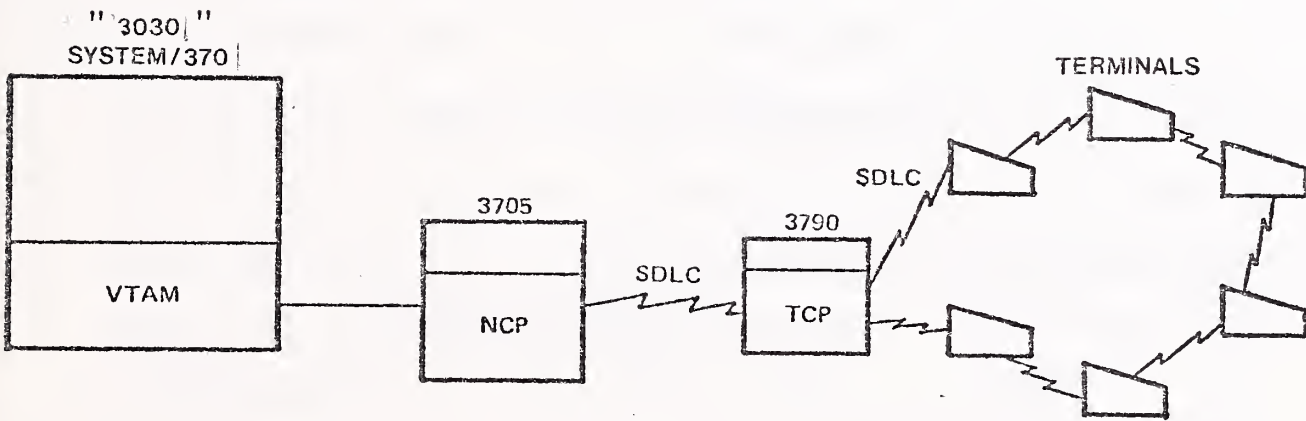 " 3030 "
SYSTEM/370
TERMINALS
SDLC
3705
3790
SDLC
VTAM
NCP
TCP